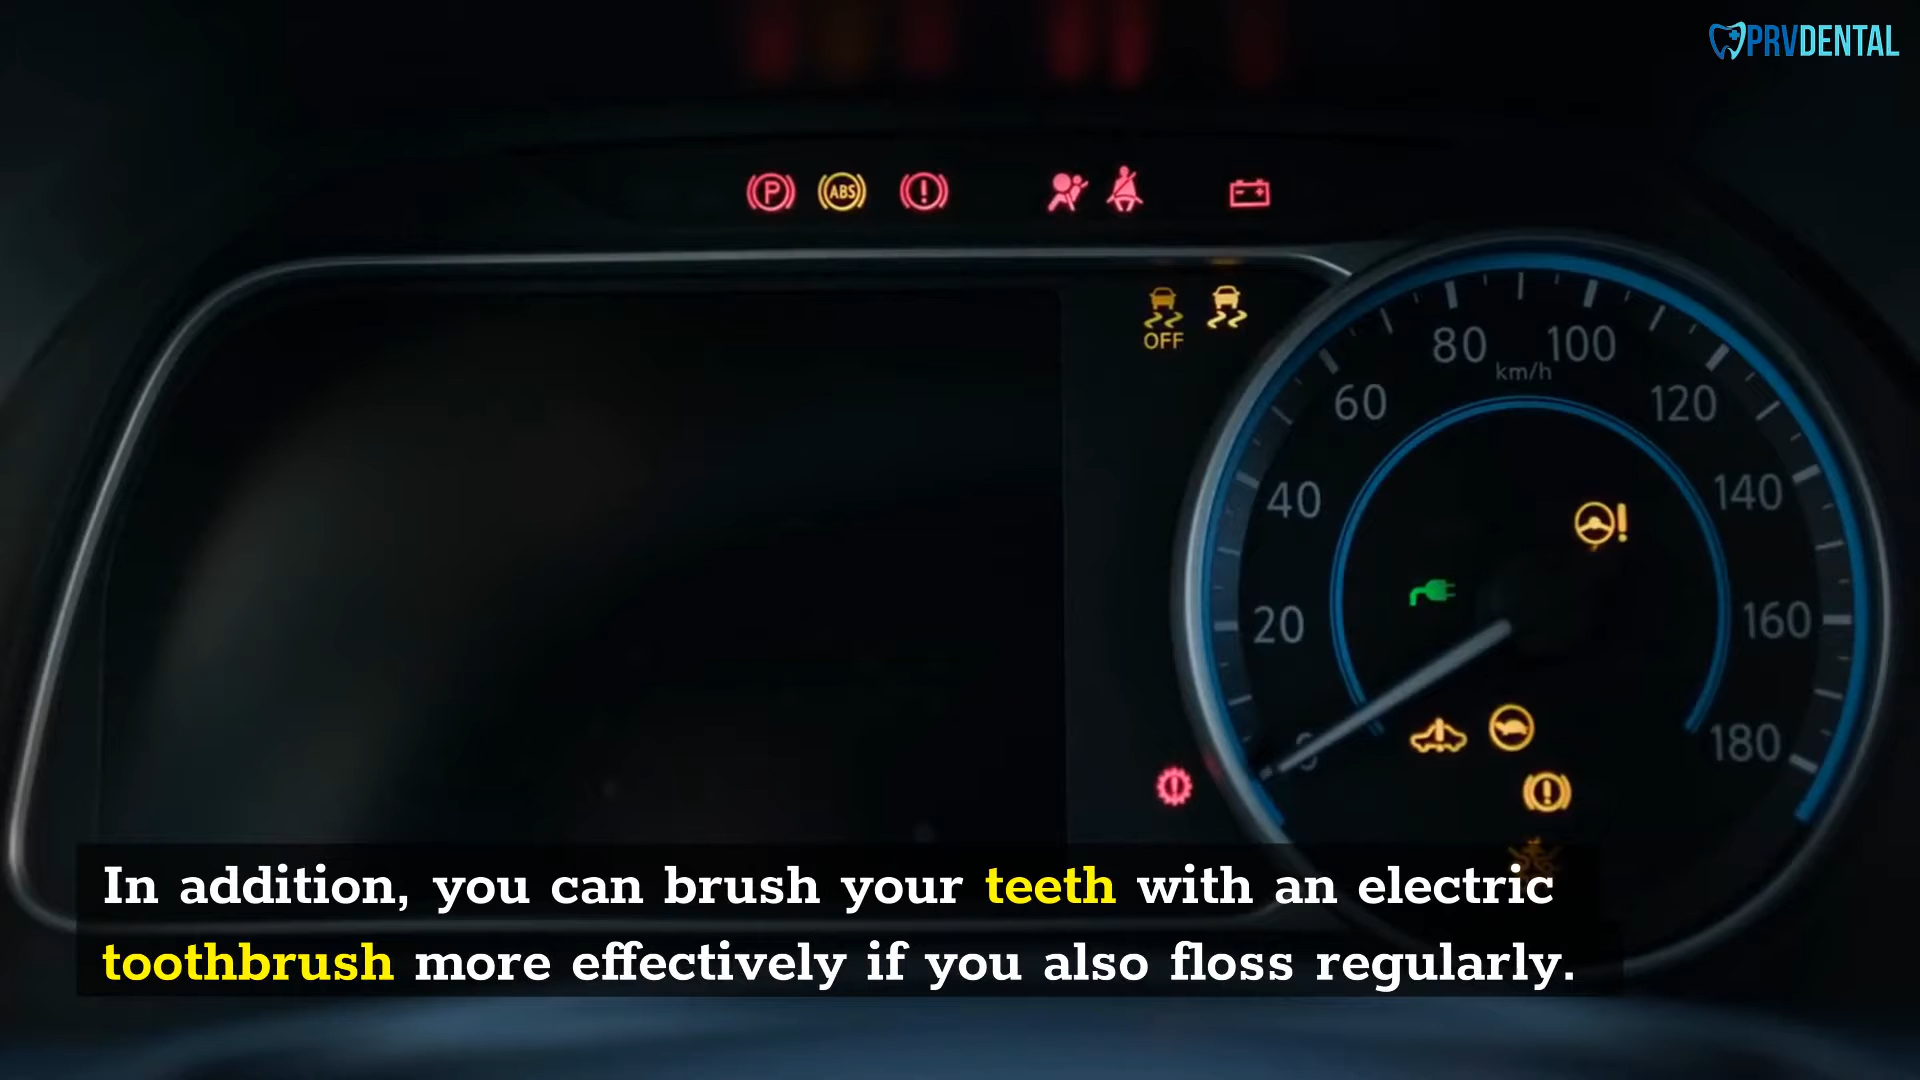 PRVDENTAL
P
ABS
OFF
80
100
km/h
60
120
40
140
20
160
180
In addition, you can brush your teeth with an electric
toothbrush more effectively if you also floss regularly.